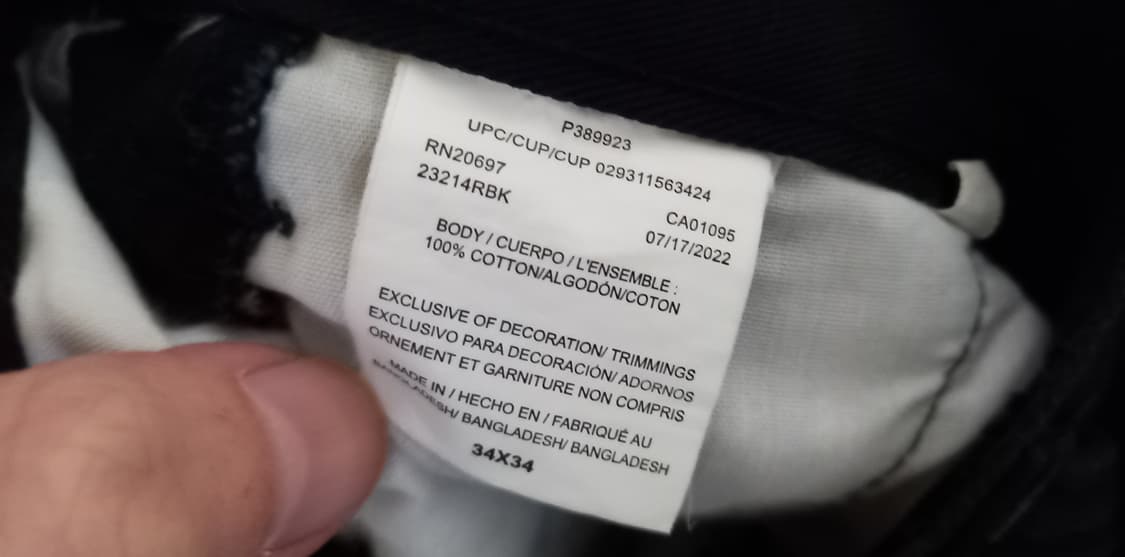 P389923
UPC/CUP/CUP 029311563424
RN20697
23214RBK
CA01095
07/17/2022
BODY / CUERPO / L'ENSEMBLE :
100% COTTON/ALGODÓN/COTON
EXCLUSIVE OF DECORATION/ TRIMMINGS
EXCLUSIVO PARA DECORACIÓN/ ADORNOS
ORNEMENT ET GARNITURE NON COMPRIS
MADE IN / HECHO EN / FABRIQUÉ AU
BANGLADESH/ BANGLADESH/ BANGLADESH
34X34